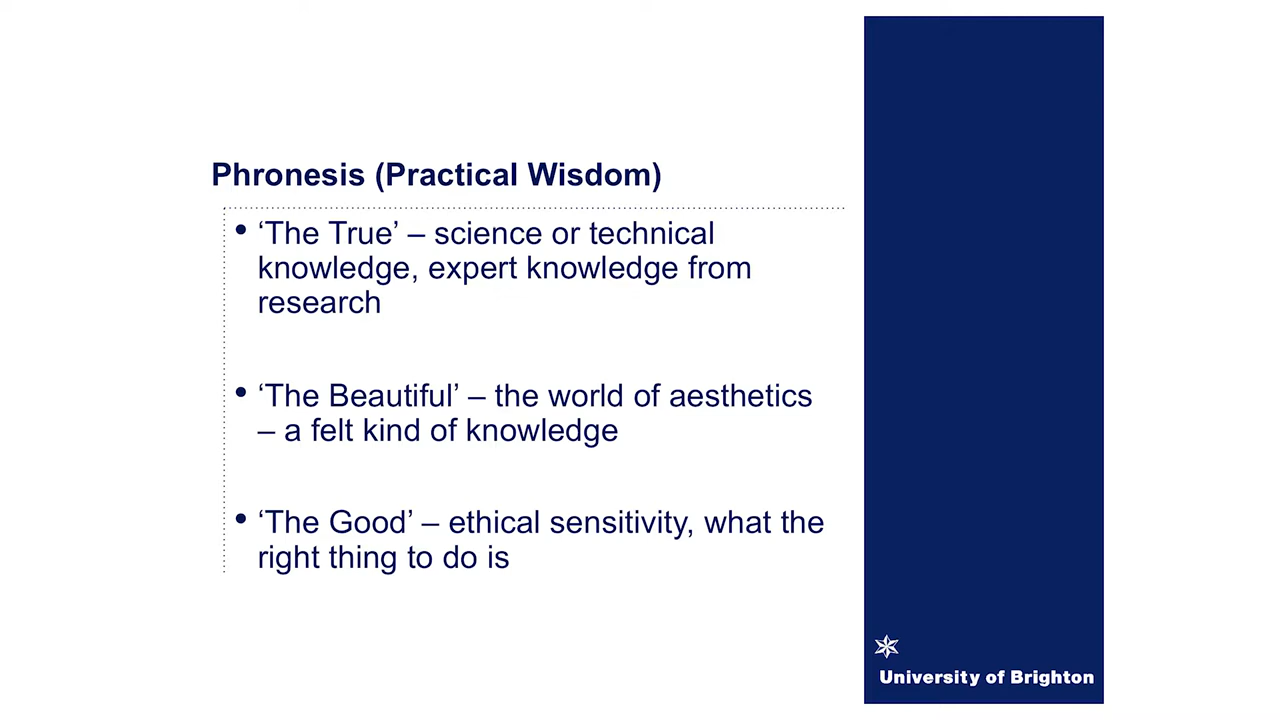 Phronesis (Practical Wisdom)
• ‘The True’ – science or technical
knowledge, expert knowledge from
research
• ‘The Beautiful’ – the world of aesthetics
– a felt kind of knowledge
• ‘The Good’ – ethical sensitivity, what the
right thing to do is
University of Brighton